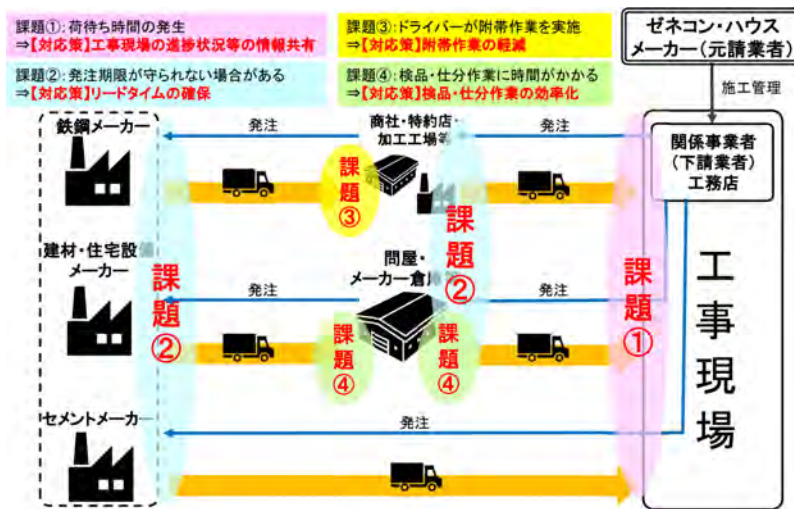 課題①:荷待ち時間の発生
⇒【対応策】工事現場の進捗状況等の情報共有
課題③:ドライバーが附帯作業を実施
⇒【対応策】附帯作業の軽減
課題②:発注期限が守られない場合がある
⇒【対応策】リードタイムの確保
課題④:検品・仕分作業に時間がかかる
⇒【対応策】検品・仕分作業の効率化
ゼネコン・ハウス
メーカー(元請業者)
施工管理
鉄鋼メーカー
発注
商社・特約店・
加工工場等
発注
関係事業者
(下請業者)
工務店
課題③
課題②
建材・住宅設備
メーカー
課題②
発注
問屋・
メーカー倉庫
発注
課題①
工事現場
課題④
課題④
セメントメーカー
発注